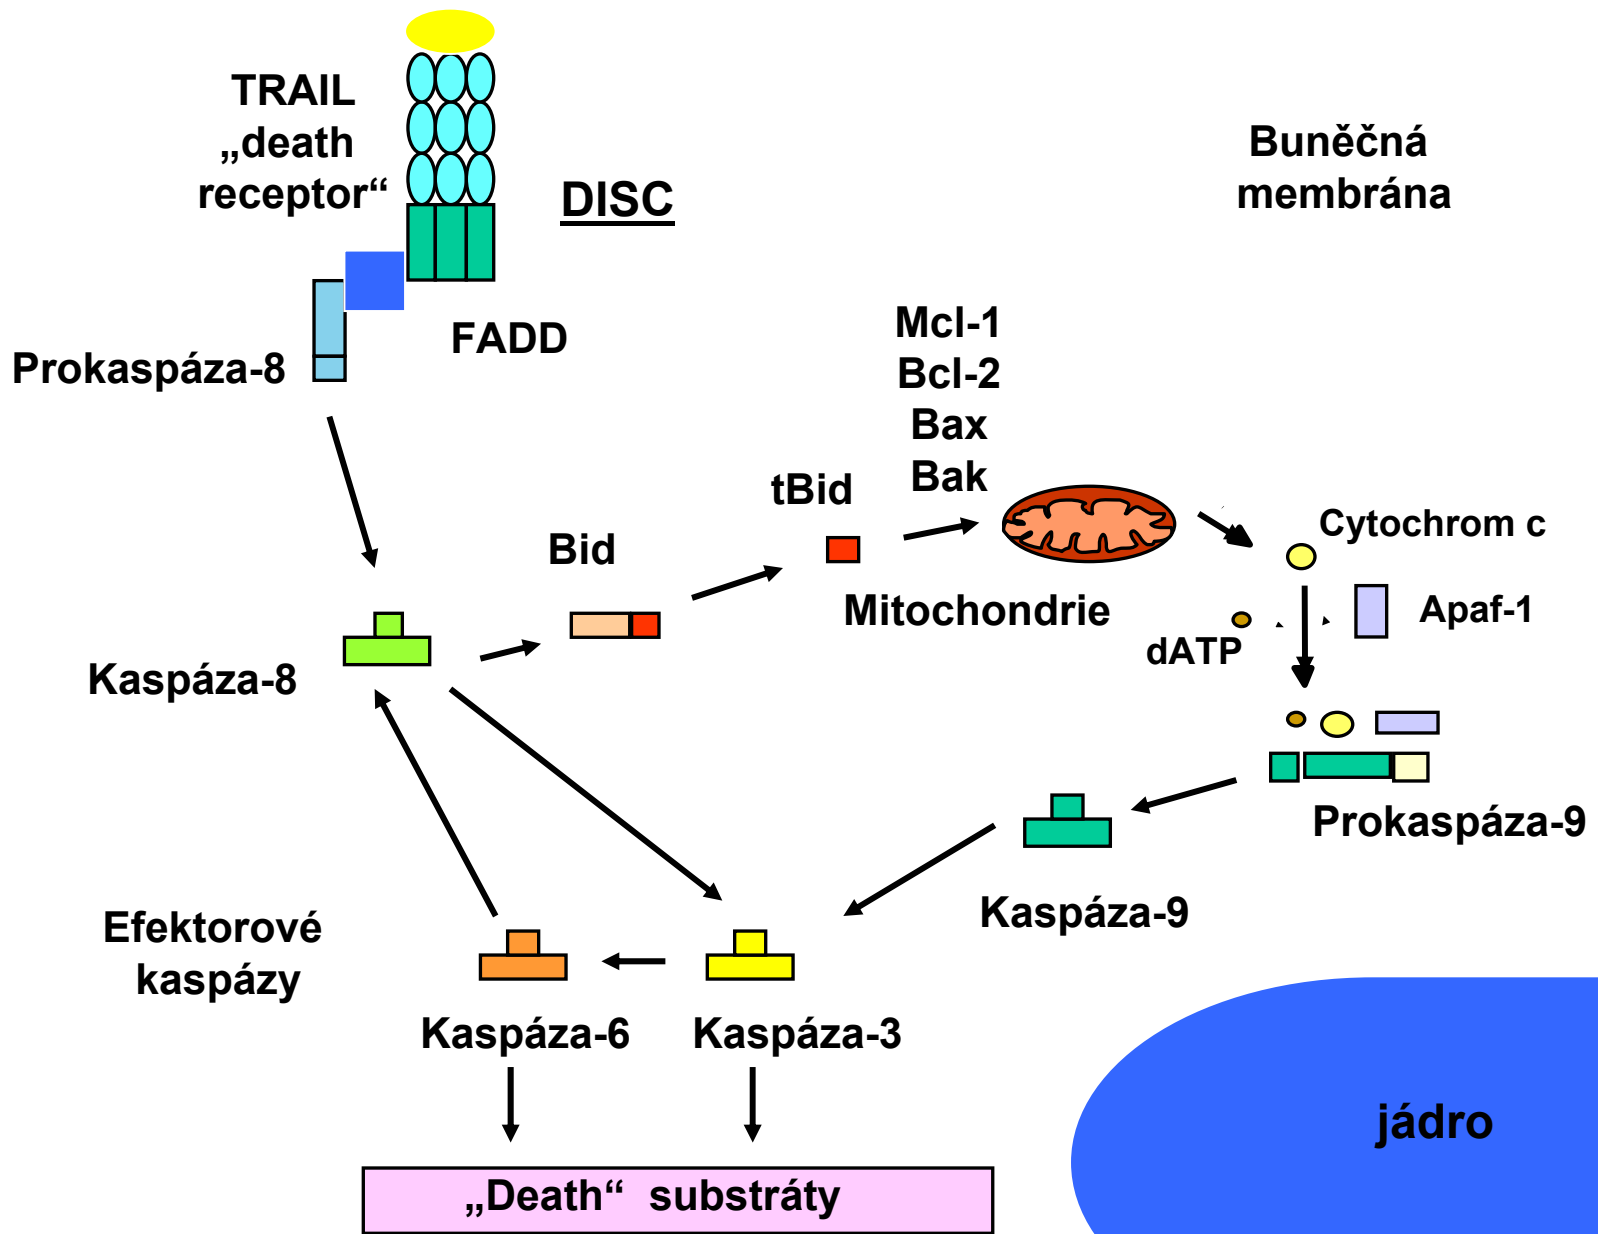 TRAIL
„death
receptor“
DISC
Buněčná
membrána
FADD
Prokaspáza-8
Mcl-1
Bcl-2
Bax
Bak
tBid
Bid
Cytochrom c
Mitochondrie
Apaf-1
dATP
Kaspáza-8
Prokaspáza-9
Kaspáza-9
Efektorové
kaspázy
Kaspáza-6
Kaspáza-3
jádro
„Death“ substráty